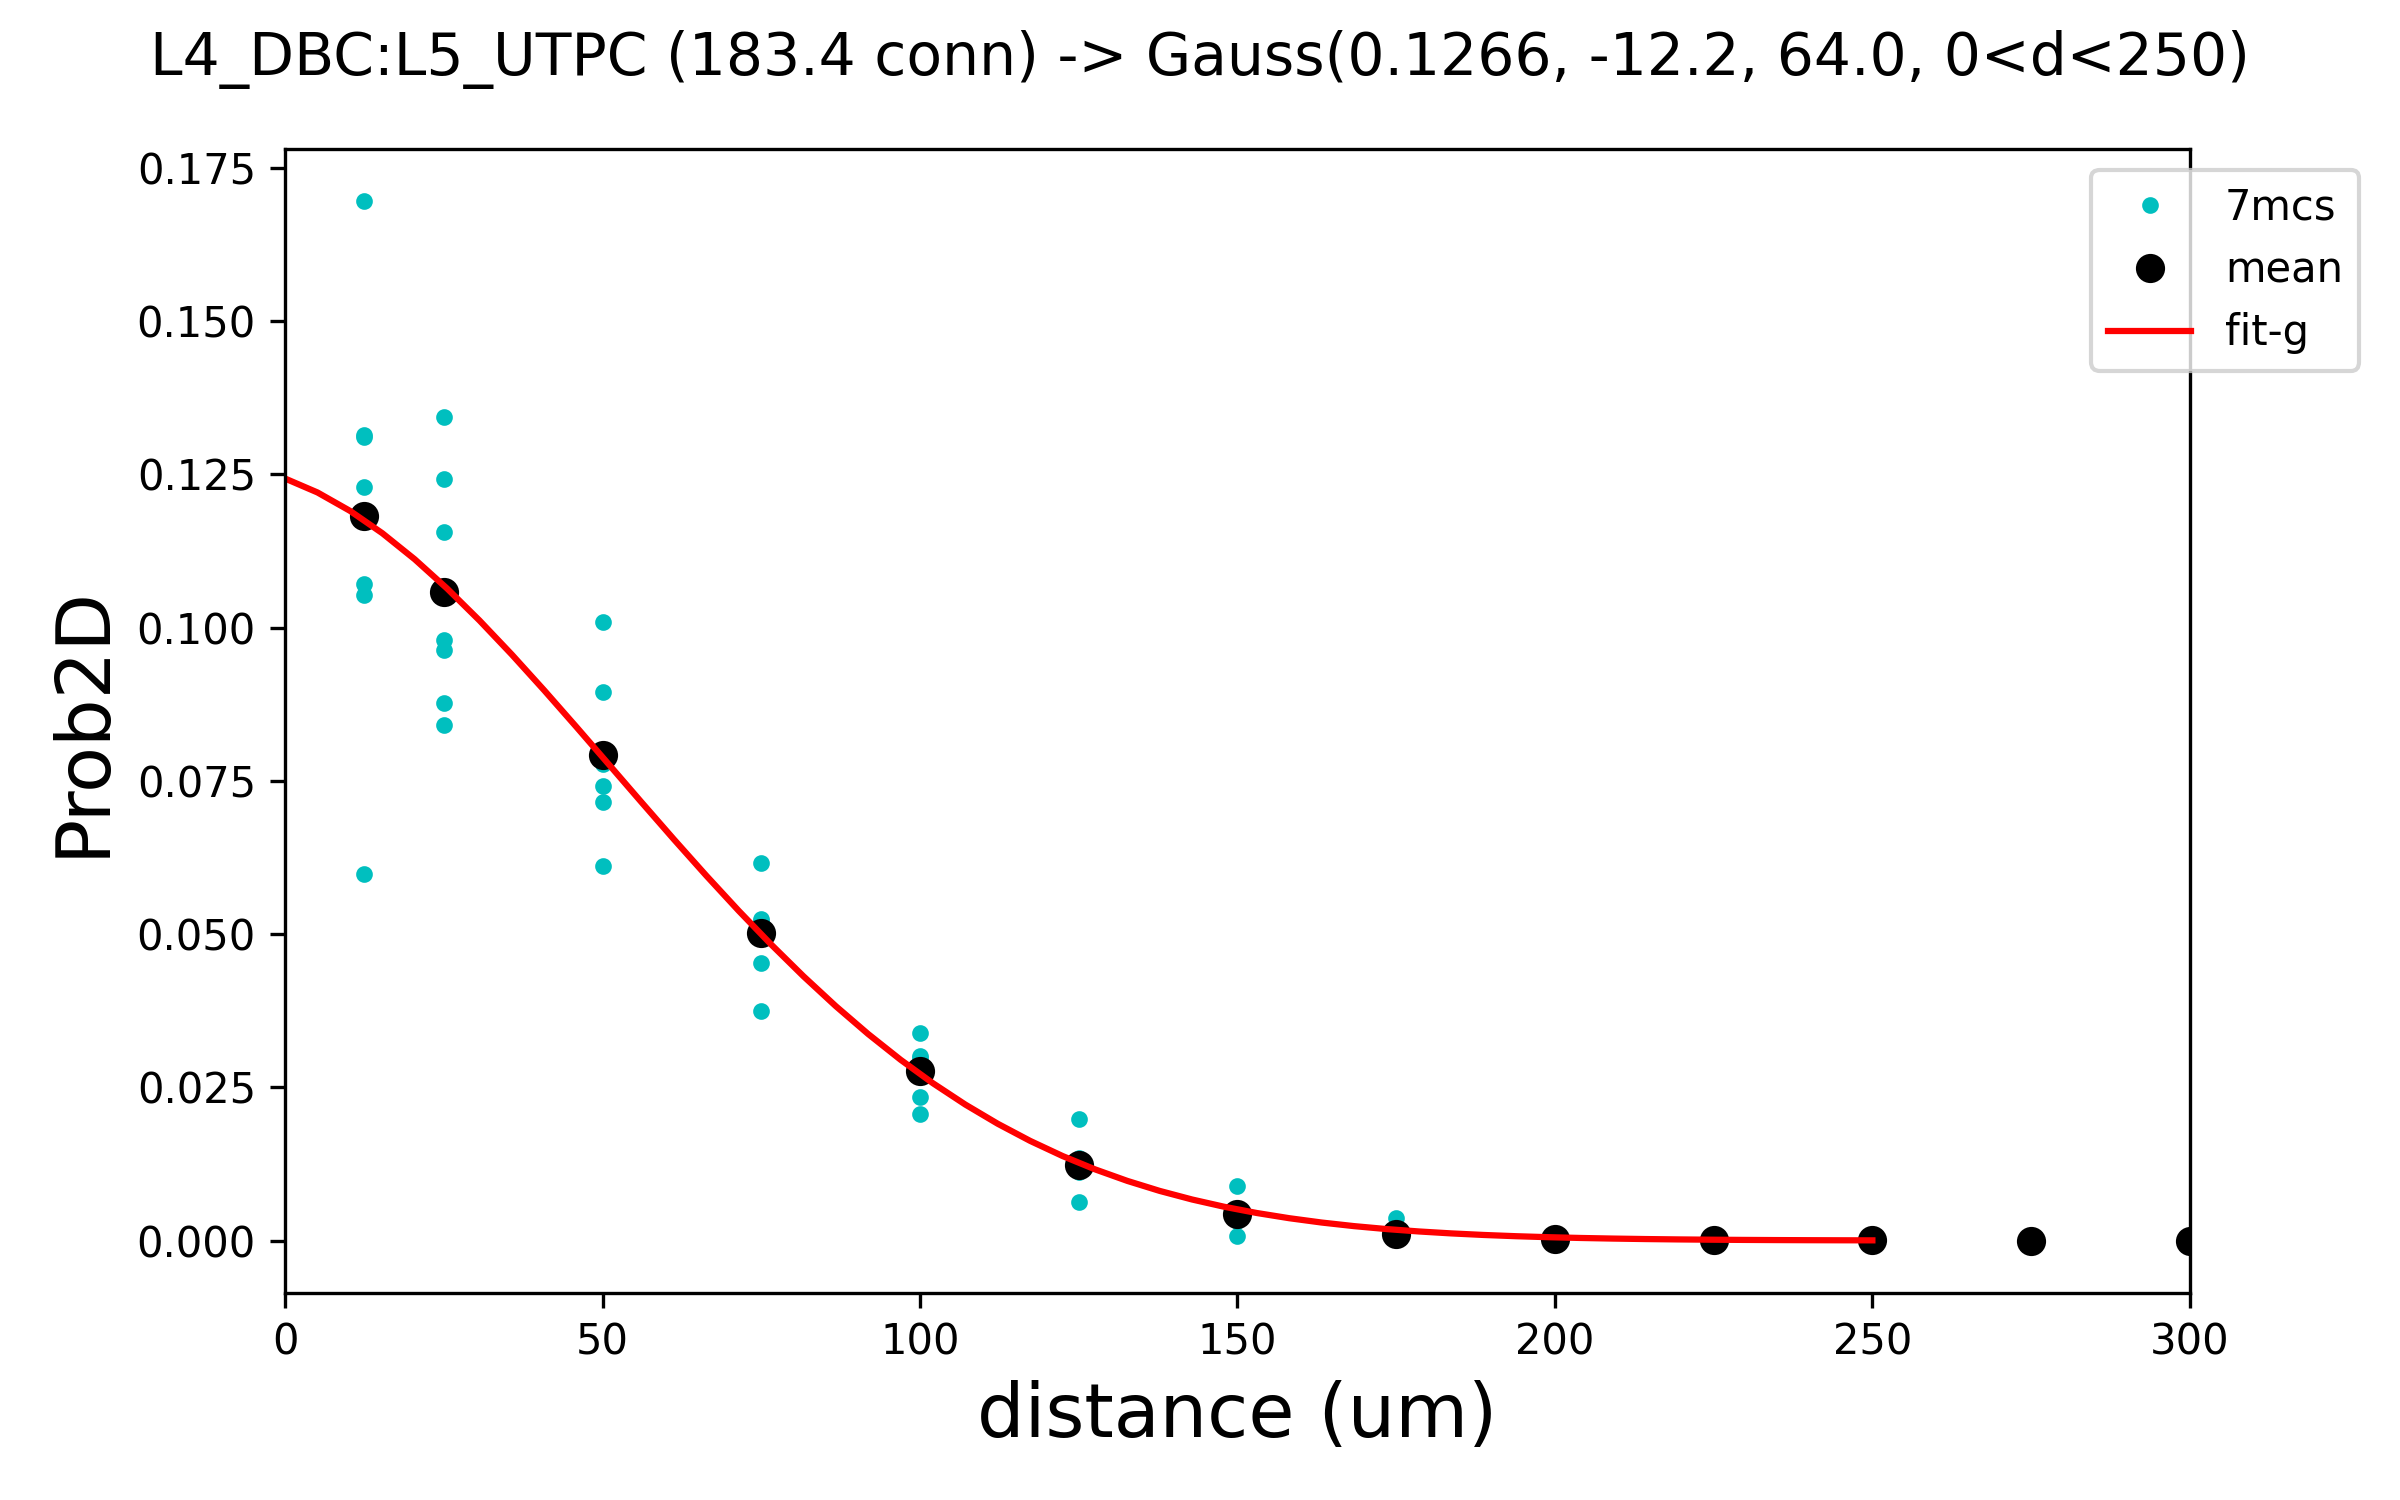 L4_DBC:L5_UTPC (183.4 conn) -> Gauss(0.1266, -12.2, 64.0, 0<d<250)
7mcs
mean
fit-g
Prob2D
0.175
0.150
0.125
0.100
0.075
0.050
0.025
0.000
0 50 100 150 200 250 300
distance (um)